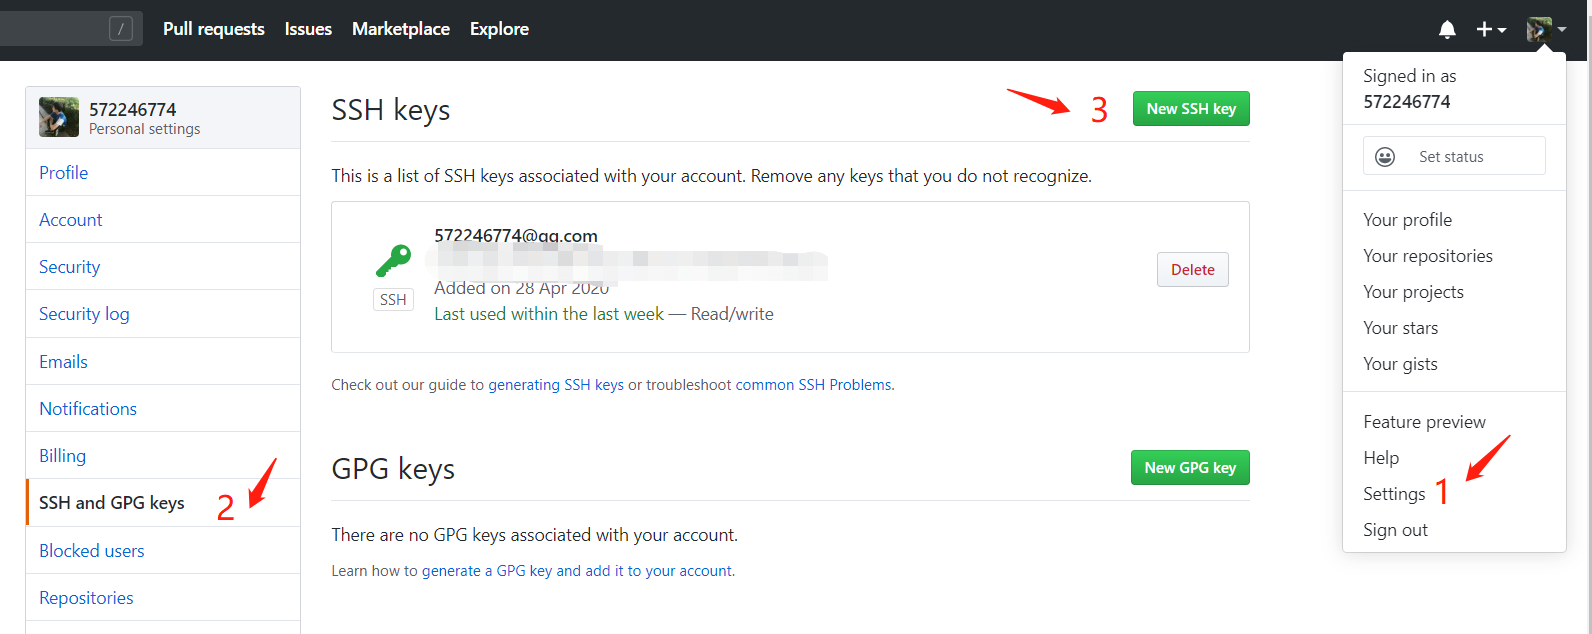 / Pull requests Issues Marketplace Explore
572246774
Personal settings
Profile
Account
Security
Security log
Emails
Notifications
Billing
SSH and GPG keys 2
Blocked users
Repositories
SSH keys 3 New SSH key
This is a list of SSH keys associated with your account. Remove any keys that you do not recognize.
572246774@qq.com
SSH
Added on 28 Apr 2020
Last used within the last week — Read/write
Delete
Check out our guide to generating SSH keys or troubleshoot common SSH Problems.
GPG keys New GPG key
There are no GPG keys associated with your account.
Learn how to generate a GPG key and add it to your account.
Signed in as
572246774
Set status
Your profile
Your repositories
Your projects
Your stars
Your gists
Feature preview
Help
Settings 1
Sign out